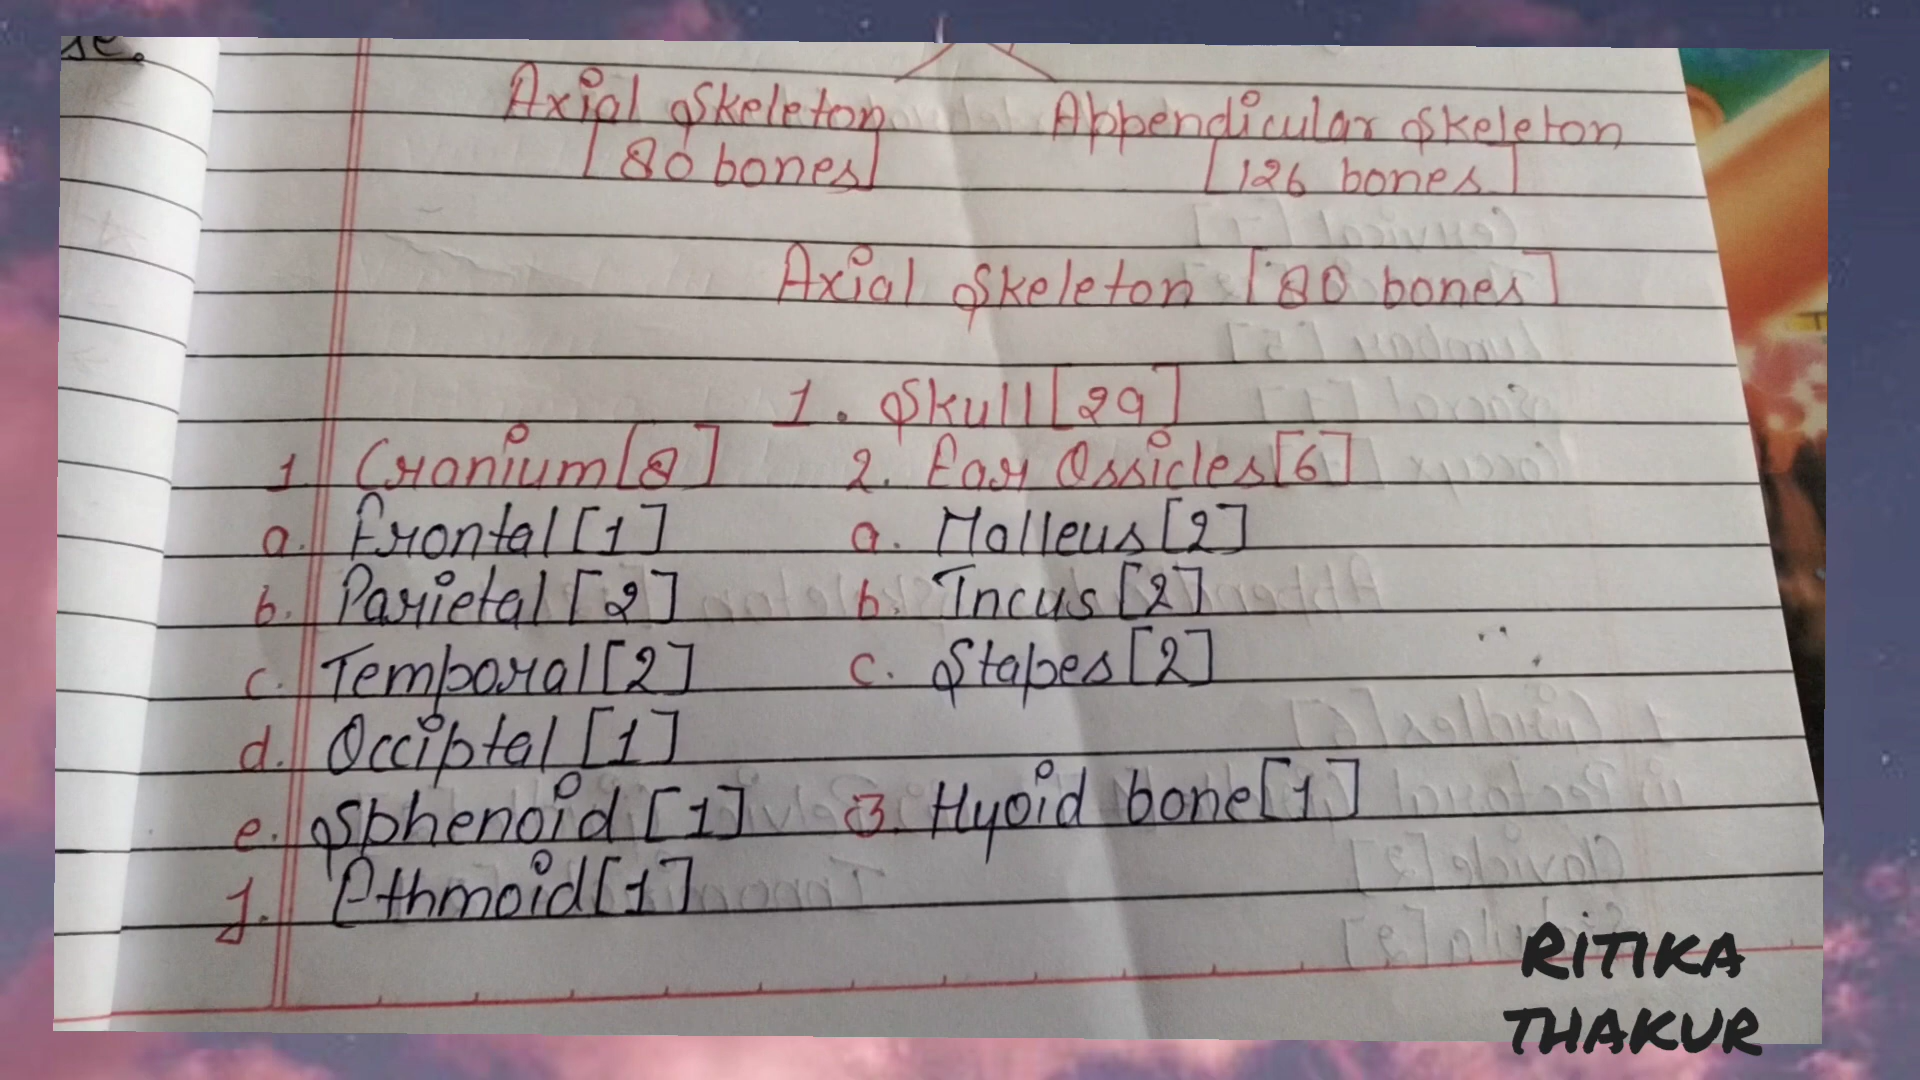 se.
Axial Skeleton Appendicular Skeleton
[80 bones] [126 bones]
Axial Skeleton [80 bones]
1. Skull [29]
1. Cranium [8] 2. Ear Ossicles [6]
a. Frontal [1] a. Malleus [2]
b. Parietal [2] b. Incus [2]
c. Temporal [2] c. Stapes [2]
d. Occiptal [1]
e. Sphenoid [1] 3. Hyoid bone [1]
f. Ethmoid [1]
RITIKA
THAKUR